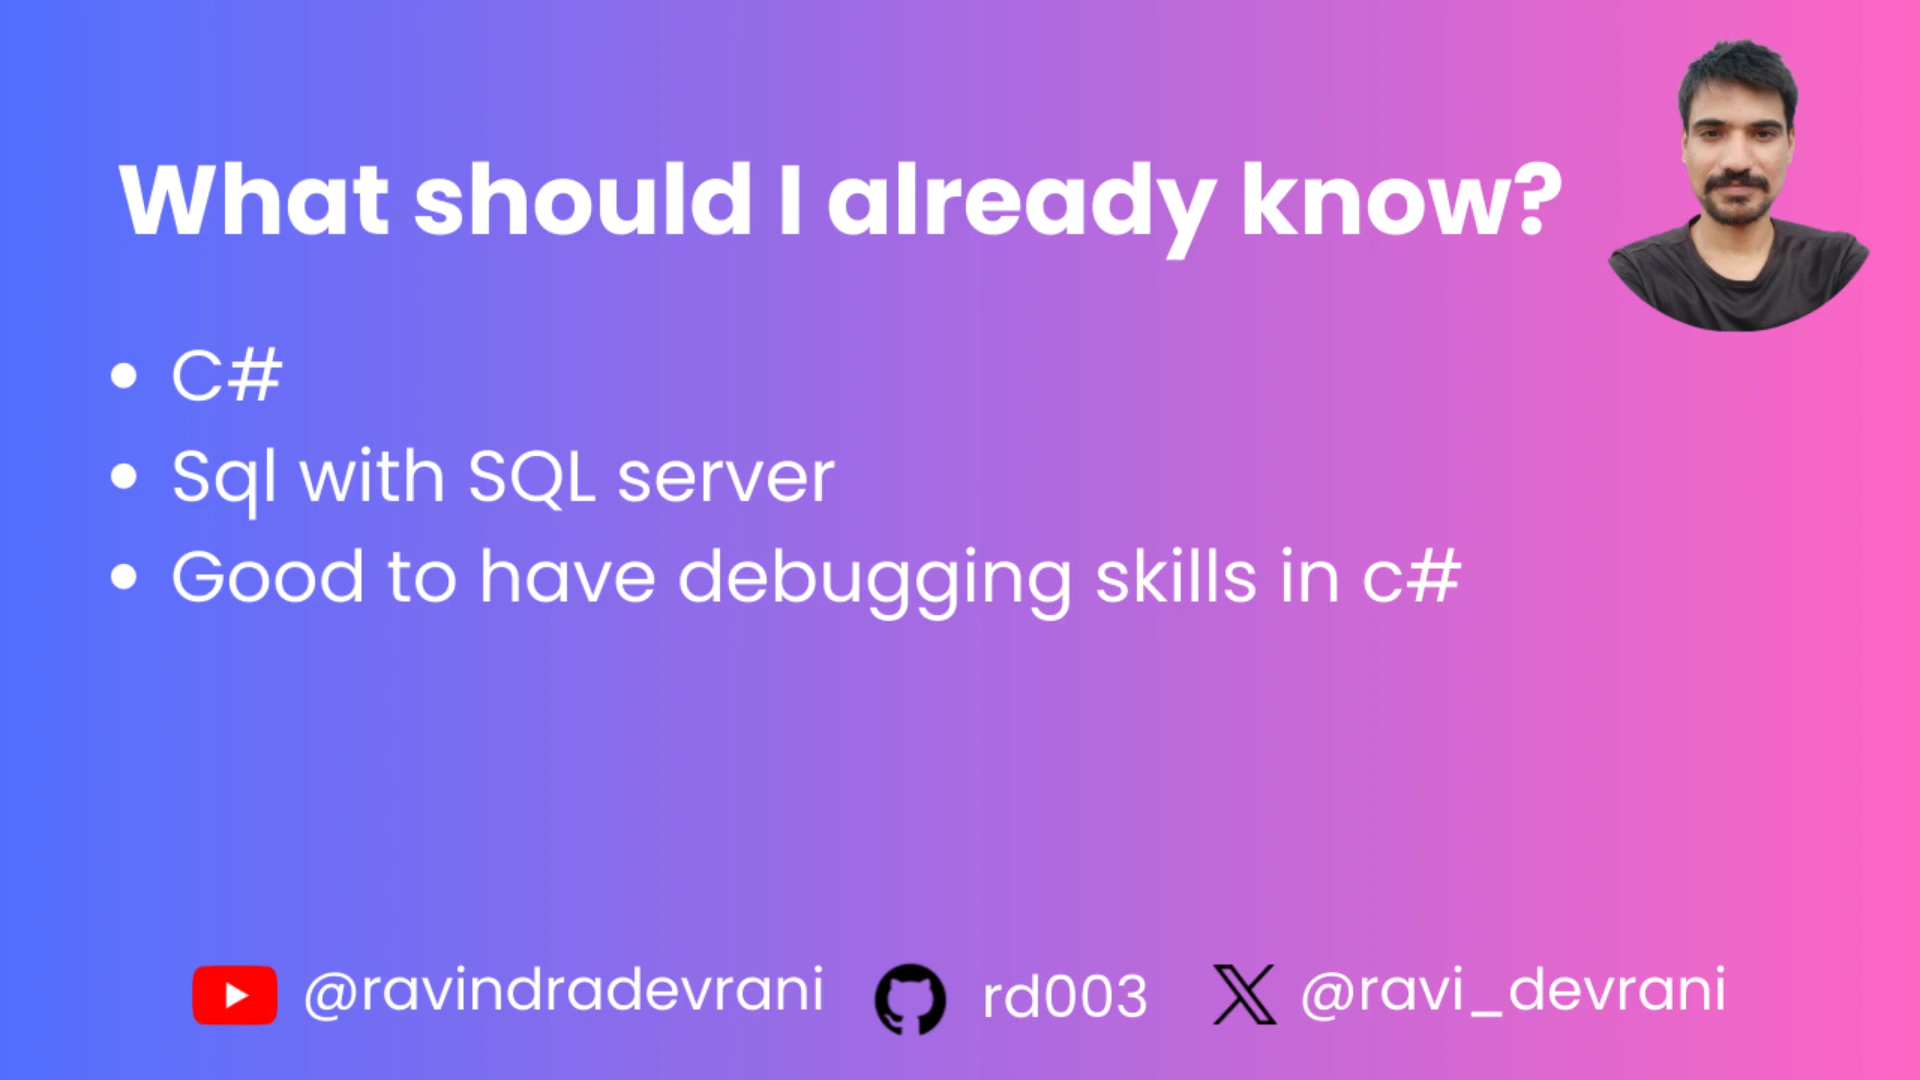 What should I already know?
C#
Sql with SQL server
Good to have debugging skills in c#
@ravindradevrani rd003 @ravi_devrani